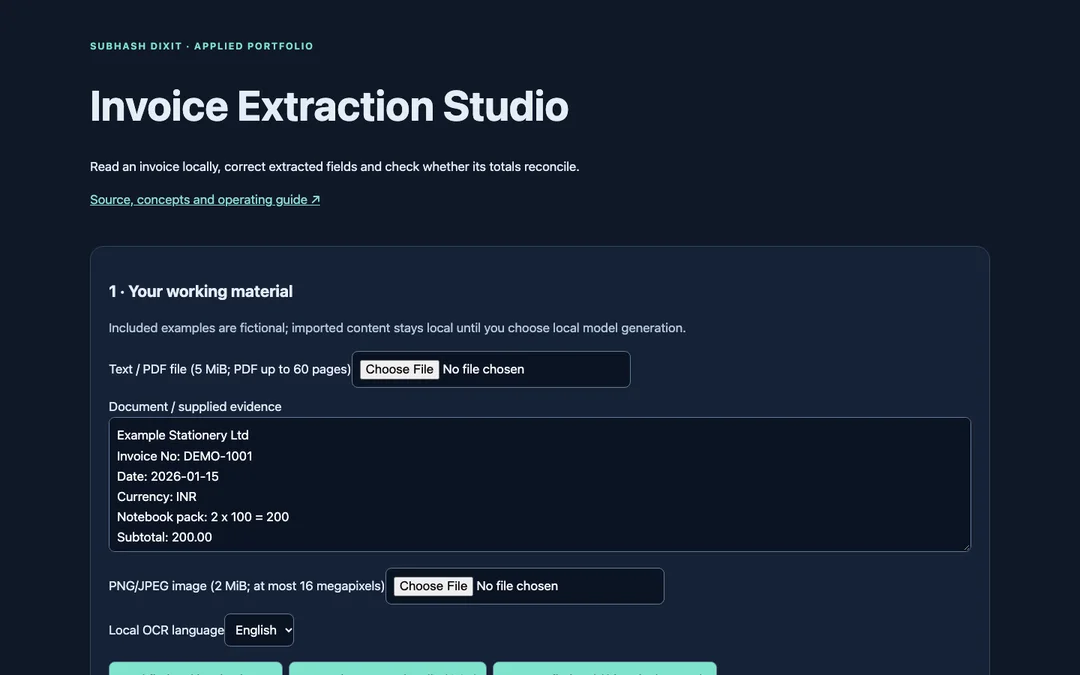 SUBHASH DIXIT · APPLIED PORTFOLIO
Invoice Extraction Studio
Read an invoice locally, correct extracted fields and check whether its totals reconcile.
Source, concepts and operating guide ↗
1 · Your working material
Included examples are fictional; imported content stays local until you choose local model generation.
Text / PDF file (5 MiB; PDF up to 60 pages) Choose File No file chosen
Document / supplied evidence
Example Stationery Ltd
Invoice No: DEMO-1001
Date: 2026-01-15
Currency: INR
Notebook pack: 2 x 100 = 200
Subtotal: 200.00
PNG/JPEG image (2 MiB; at most 16 megapixels) Choose File No file chosen
Local OCR language English